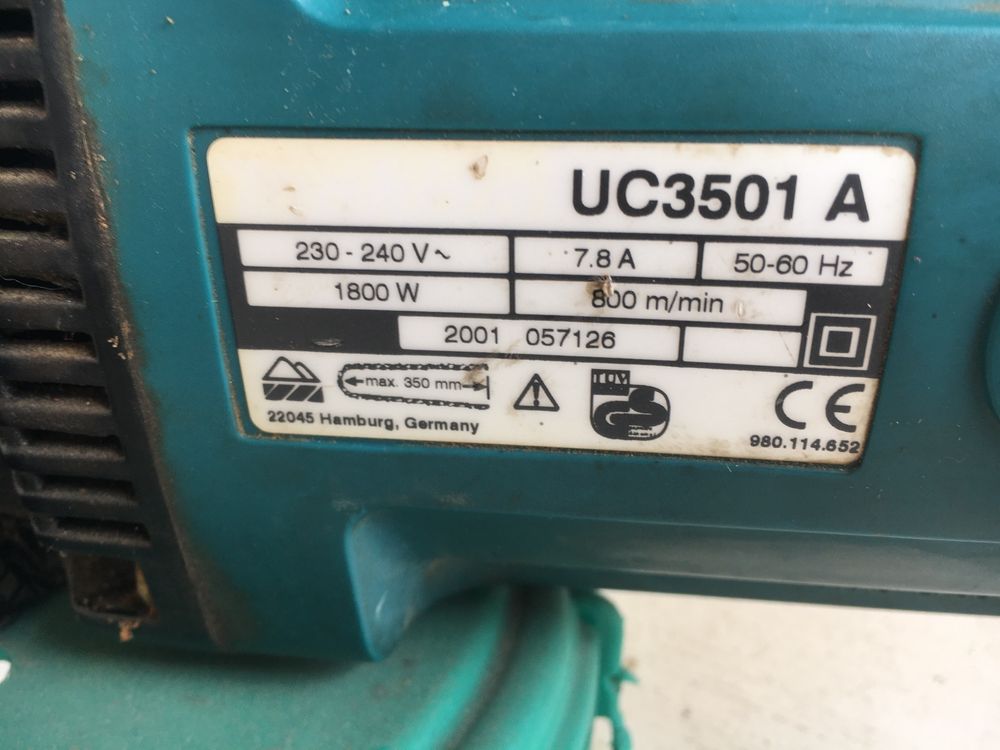 UC3501 A
230 - 240 V ~ 7.8 A 50-60 Hz
1800 W 800 m/min
2001 057126
max. 350 mm
TÜV
GS
CE
22045 Hamburg, Germany
980.114.652